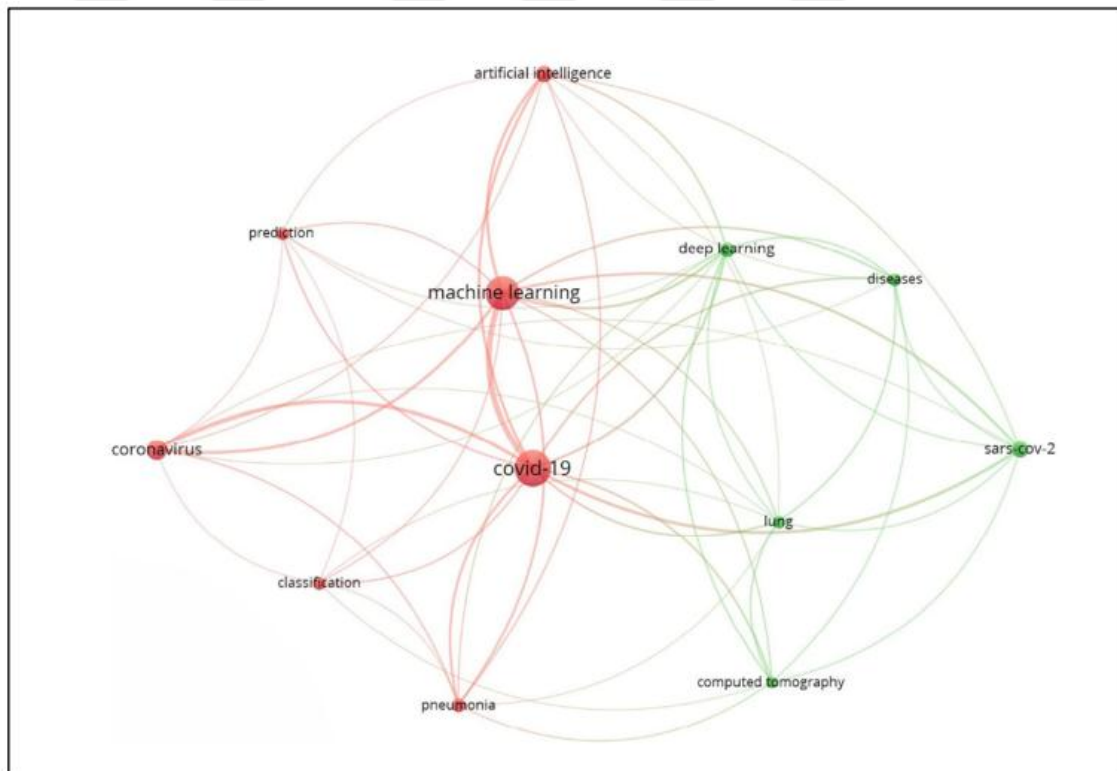 artificial intelligence
prediction
deep learning
diseases
machine learning
coronavirus
covid-19
sars-cov-2
lung
classification
computed tomography
pneumonia